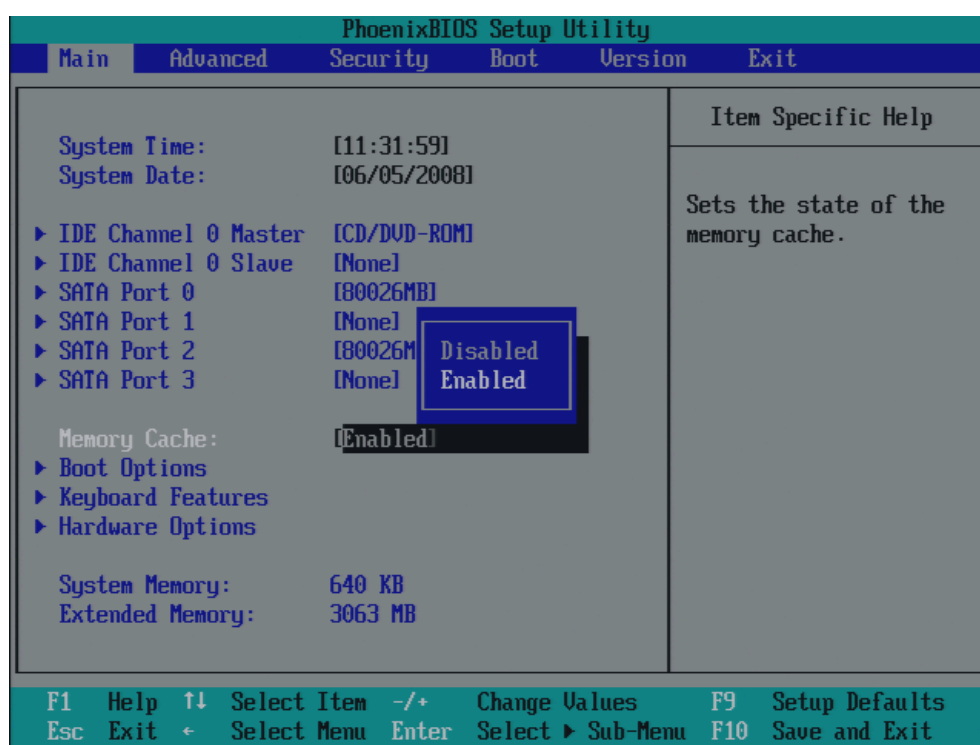 PhoenixBIOS Setup Utility
Main Advanced Security Boot Version Exit
Item Specific Help
System Time: [11:31:59]
System Date: [06/05/2008]
Sets the state of the
memory cache.
▶ IDE Channel 0 Master [CD/DVD-ROM]
▶ IDE Channel 0 Slave [None]
▶ SATA Port 0 [80026MB]
▶ SATA Port 1 [None]
▶ SATA Port 2 [80026M
▶ SATA Port 3 [None]
Disabled
Enabled
Memory Cache: [Enabled]
▶ Boot Options
▶ Keyboard Features
▶ Hardware Options
System Memory: 640 KB
Extended Memory: 3063 MB
F1 Help ↑↓ Select Item -/+ Change Values F9 Setup Defaults
Esc Exit ← Select Menu Enter Select ▶ Sub-Menu F10 Save and Exit